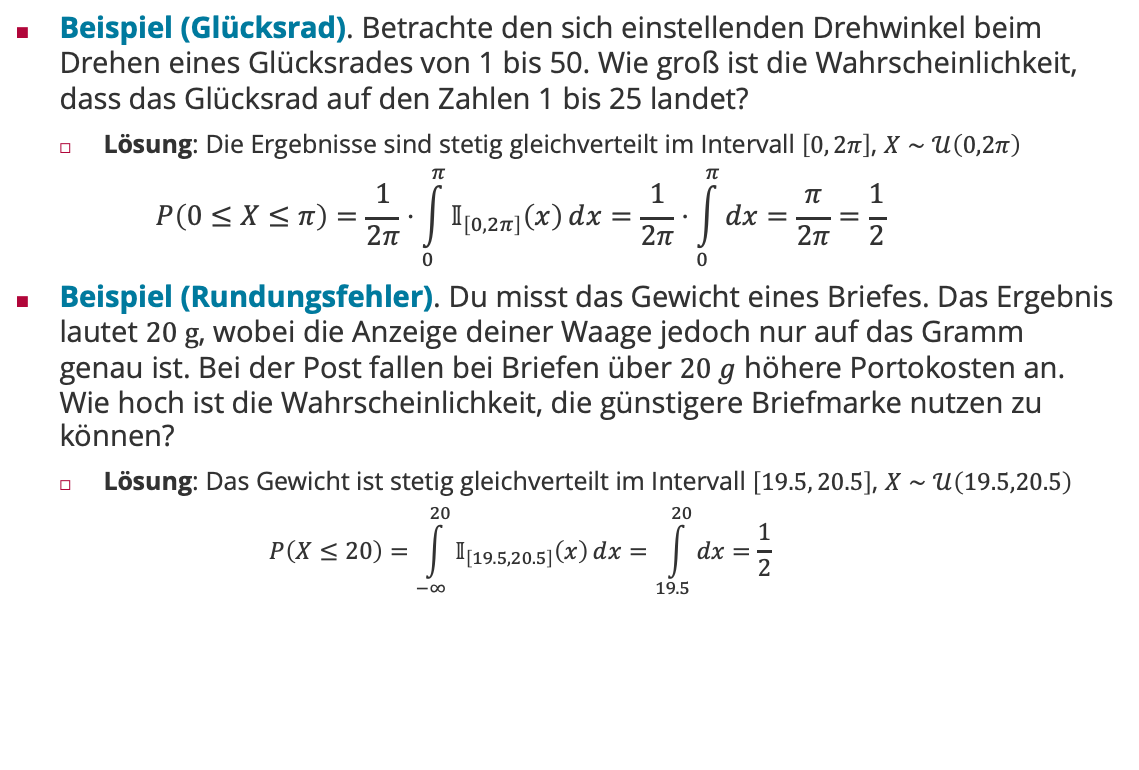 Beispiel (Glücksrad). Betrachte den sich einstellenden Drehwinkel beim
Drehen eines Glücksrades von 1 bis 50. Wie groß ist die Wahrscheinlichkeit,
dass das Glücksrad auf den Zahlen 1 bis 25 landet?
Lösung: Die Ergebnisse sind stetig gleichverteilt im Intervall [0, 2π], X ~ 𝒰(0,2π)
P(0 ≤ X ≤ π) = 1/2π · ∫₀^π 𝕀_[0,2π](x) dx = 1/2π · ∫₀^π dx = π/2π = 1/2
Beispiel (Rundungsfehler). Du misst das Gewicht eines Briefes. Das Ergebnis
lautet 20 g, wobei die Anzeige deiner Waage jedoch nur auf das Gramm
genau ist. Bei der Post fallen bei Briefen über 20 g höhere Portokosten an.
Wie hoch ist die Wahrscheinlichkeit, die günstigere Briefmarke nutzen zu
können?
Lösung: Das Gewicht ist stetig gleichverteilt im Intervall [19.5, 20.5], X ~ 𝒰(19.5,20.5)
P(X ≤ 20) = ∫_−∞^20 𝕀_[19.5,20.5](x) dx = ∫_19.5^20 dx = 1/2